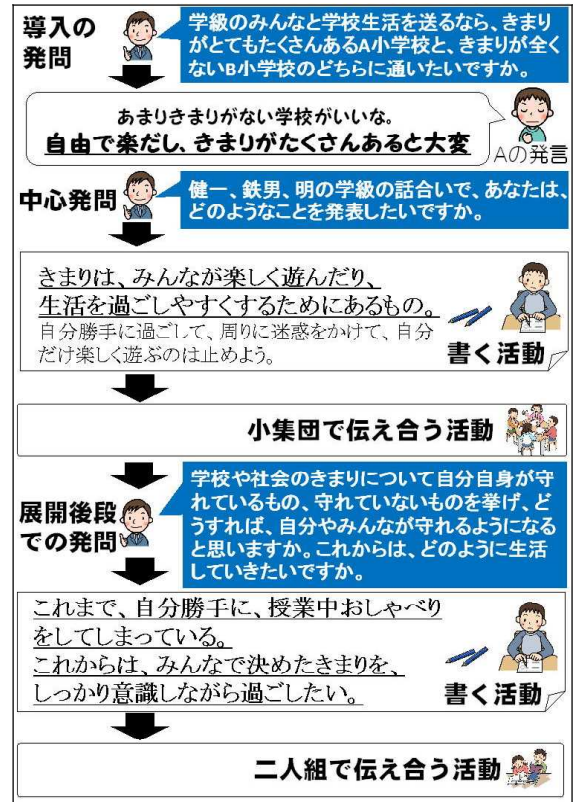 導入の
発問
学級のみんなと学校生活を送るなら、きまり
がとてもたくさんあるA小学校と、きまりが全く
ないB小学校のどちらに通いたいですか。
あまりきまりがない学校がいいな。
自由で楽だし、きまりがたくさんあると大変
Aの発言
中心発問
健一、鉄男、明の学級の話合いで、あなたは、
どのようなことを発表したいですか。
きまりは、みんなが楽しく遊んだり、
生活を過ごしやすくするためにあるもの。
自分勝手に過ごして、周りに迷惑をかけて、自分
だけ楽しく遊ぶのは止めよう。
書く活動
小集団で伝え合う活動
展開後段
での発問
学校や社会のきまりについて自分自身が守
れているもの、守れていないものを挙げ、ど
うすれば、自分やみんなが守れるようになる
と思いますか。これからは、どのように生活
していきたいですか。
これまで、自分勝手に、授業中おしゃべり
をしてしまっている。
これからは、みんなで決めたきまりを、
しっかり意識しながら過ごしたい。
書く活動
二人組で伝え合う活動